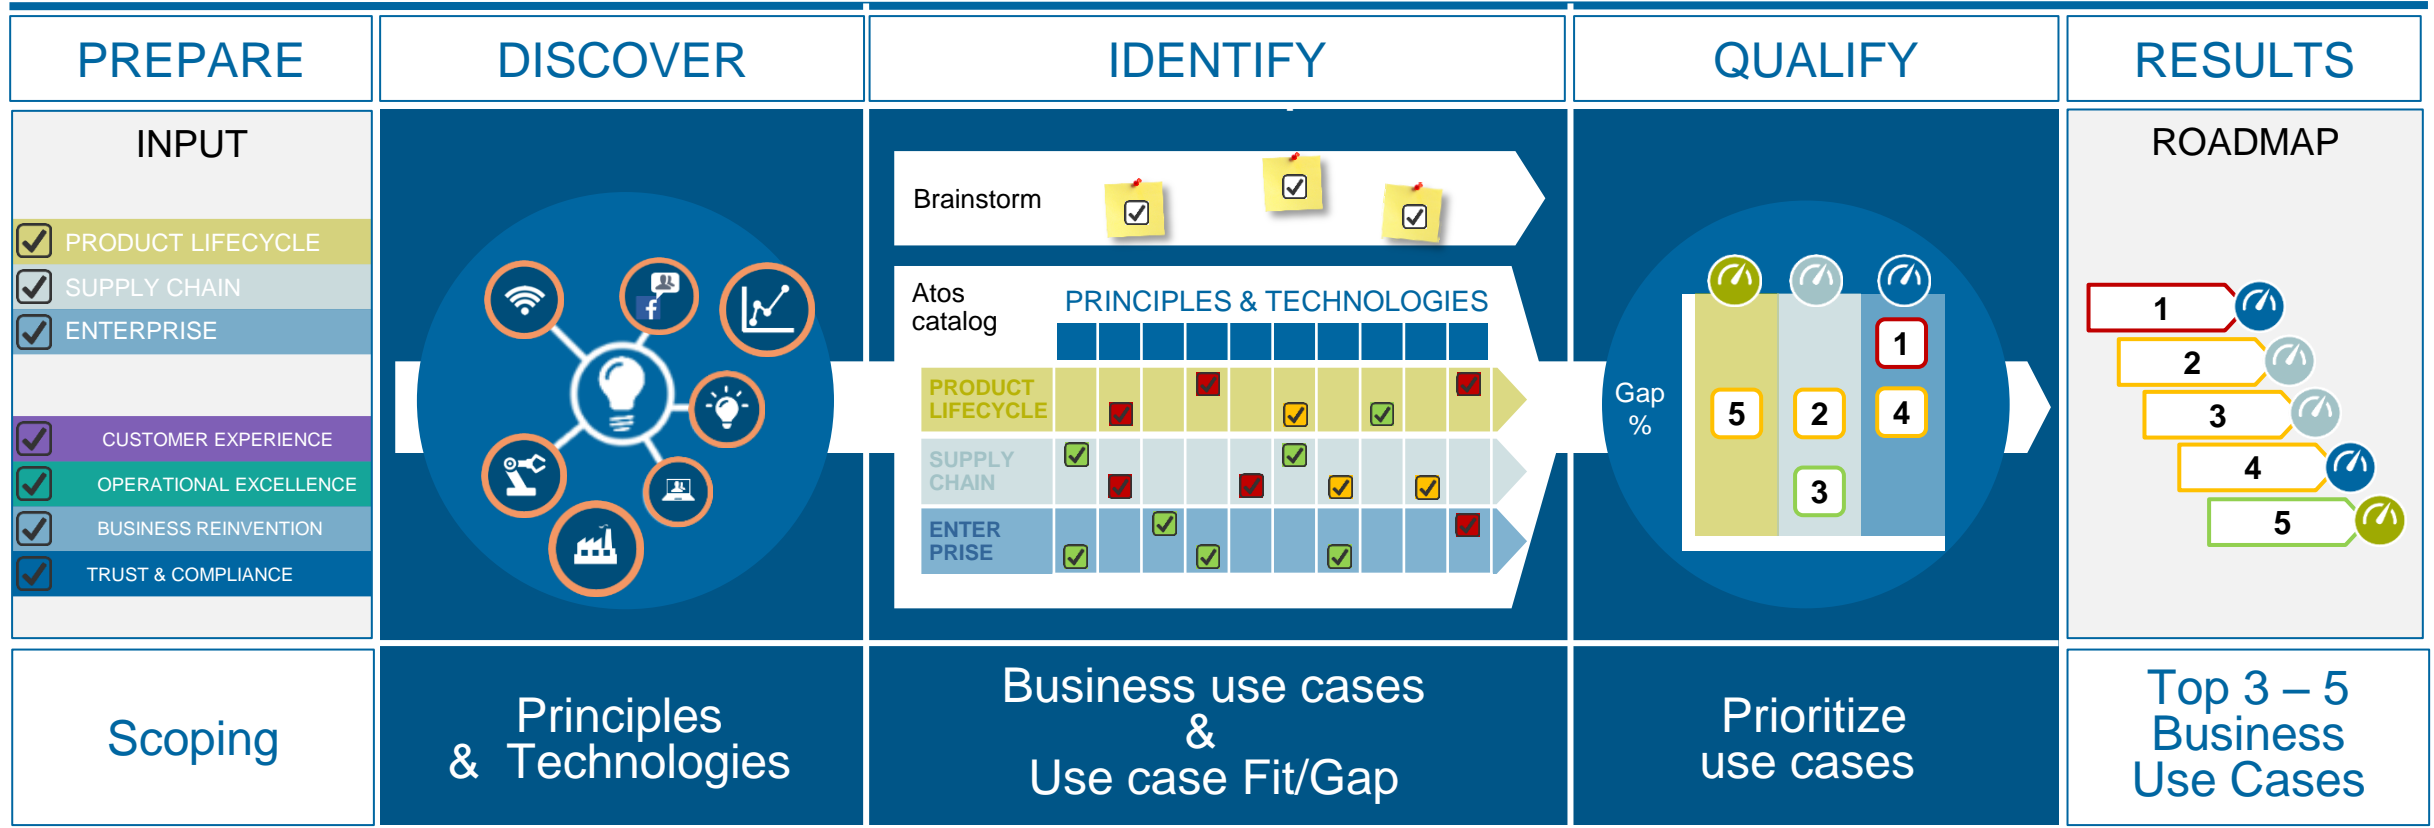 PREPARE
DISCOVER
IDENTIFY
QUALIFY
RESULTS
INPUT
PRODUCT LIFECYCLE
SUPPLY CHAIN
ENTERPRISE
CUSTOMER EXPERIENCE
OPERATIONAL EXCELLENCE
BUSINESS REINVENTION
TRUST & COMPLIANCE
f
Brainstorm
Atos
catalog
PRINCIPLES & TECHNOLOGIES
PRODUCT
LIFECYCLE
SUPPLY
CHAIN
ENTER
PRISE
Gap
%
1
5
2
4
3
ROADMAP
1
2
3
4
5
Scoping
Principles
& Technologies
Business use cases
&
Use case Fit/Gap
Prioritize
use cases
Top 3 – 5
Business
Use Cases